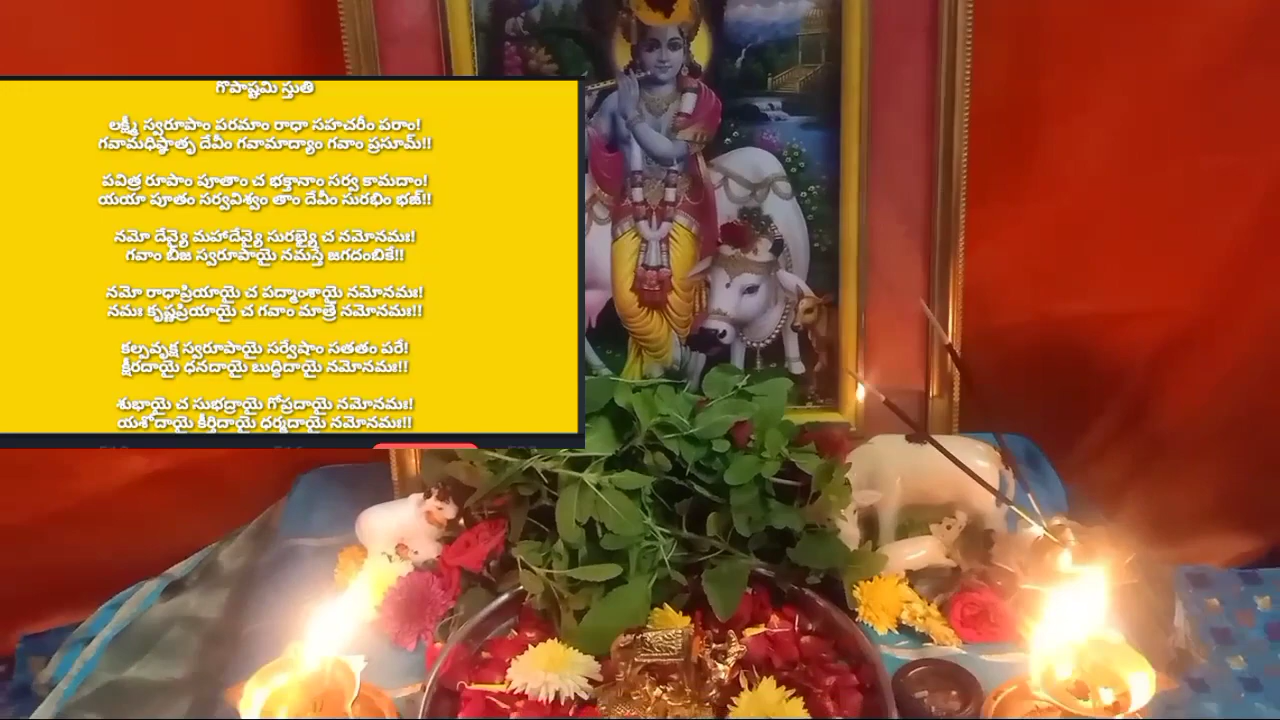 గోపాష్టమి స్తుతి
లక్ష్మీ స్వరూపాం పరమాం రాధా సహచరీం పరాం!
గవామధిష్ఠాతృ దేవీం గవామాద్యాం గవాం ప్రసూమ్!!
పవిత్ర రూపాం పూతాం చ భక్తానాం సర్వ కామదాం!
యయా పూతం సర్వవిశ్వం తాం దేవీం సురభిం భజే!!
నమో దేవ్యై మహాదేవ్యై సురభ్యై చ నమోనమః!
గవాం బీజ స్వరూపాయై నమస్తే జగదంబికే!!
నమో రాధాప్రియాయై చ పద్మాంశాయై నమోనమః!
నమః కృష్ణప్రియాయై చ గవాం మాత్రే నమోనమః!!
కల్పవృక్ష స్వరూపాయై సర్వేషాం సతతం పరే!
క్షీరదాయై ధనదాయై బుద్ధిదాయై నమోనమః!!
శుభాయై చ సుభద్రాయై గోప్రదాయై నమోనమః!
యశోదాయై కీర్తిదాయై ధర్మదాయై నమోనమః!!